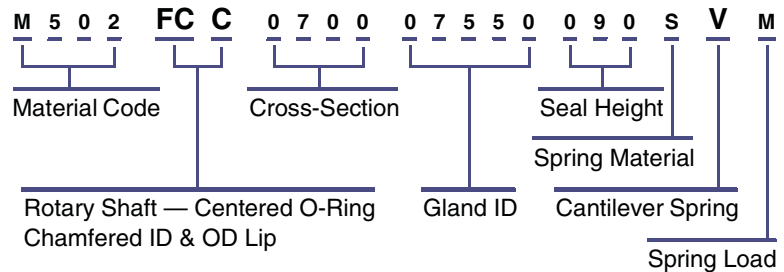 M 5 0 2 FC C 0 7 0 0 0 7 5 5 0 0 9 0 S V M
Material Code Cross-Section Seal Height
Spring Material
Rotary Shaft — Centered O-Ring Gland ID Cantilever Spring
Chamfered ID & OD Lip
Spring Load